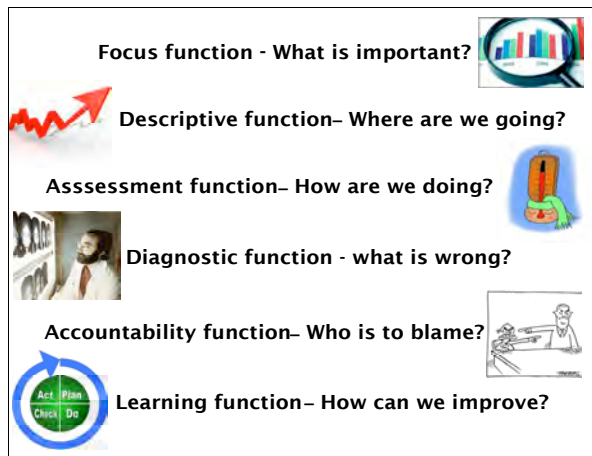 Focus function - What is important?
Descriptive function– Where are we going?
Asssessment function– How are we doing?
Diagnostic function - what is wrong?
Accountability function– Who is to blame?
Act Plan
Check Do
Learning function– How can we improve?